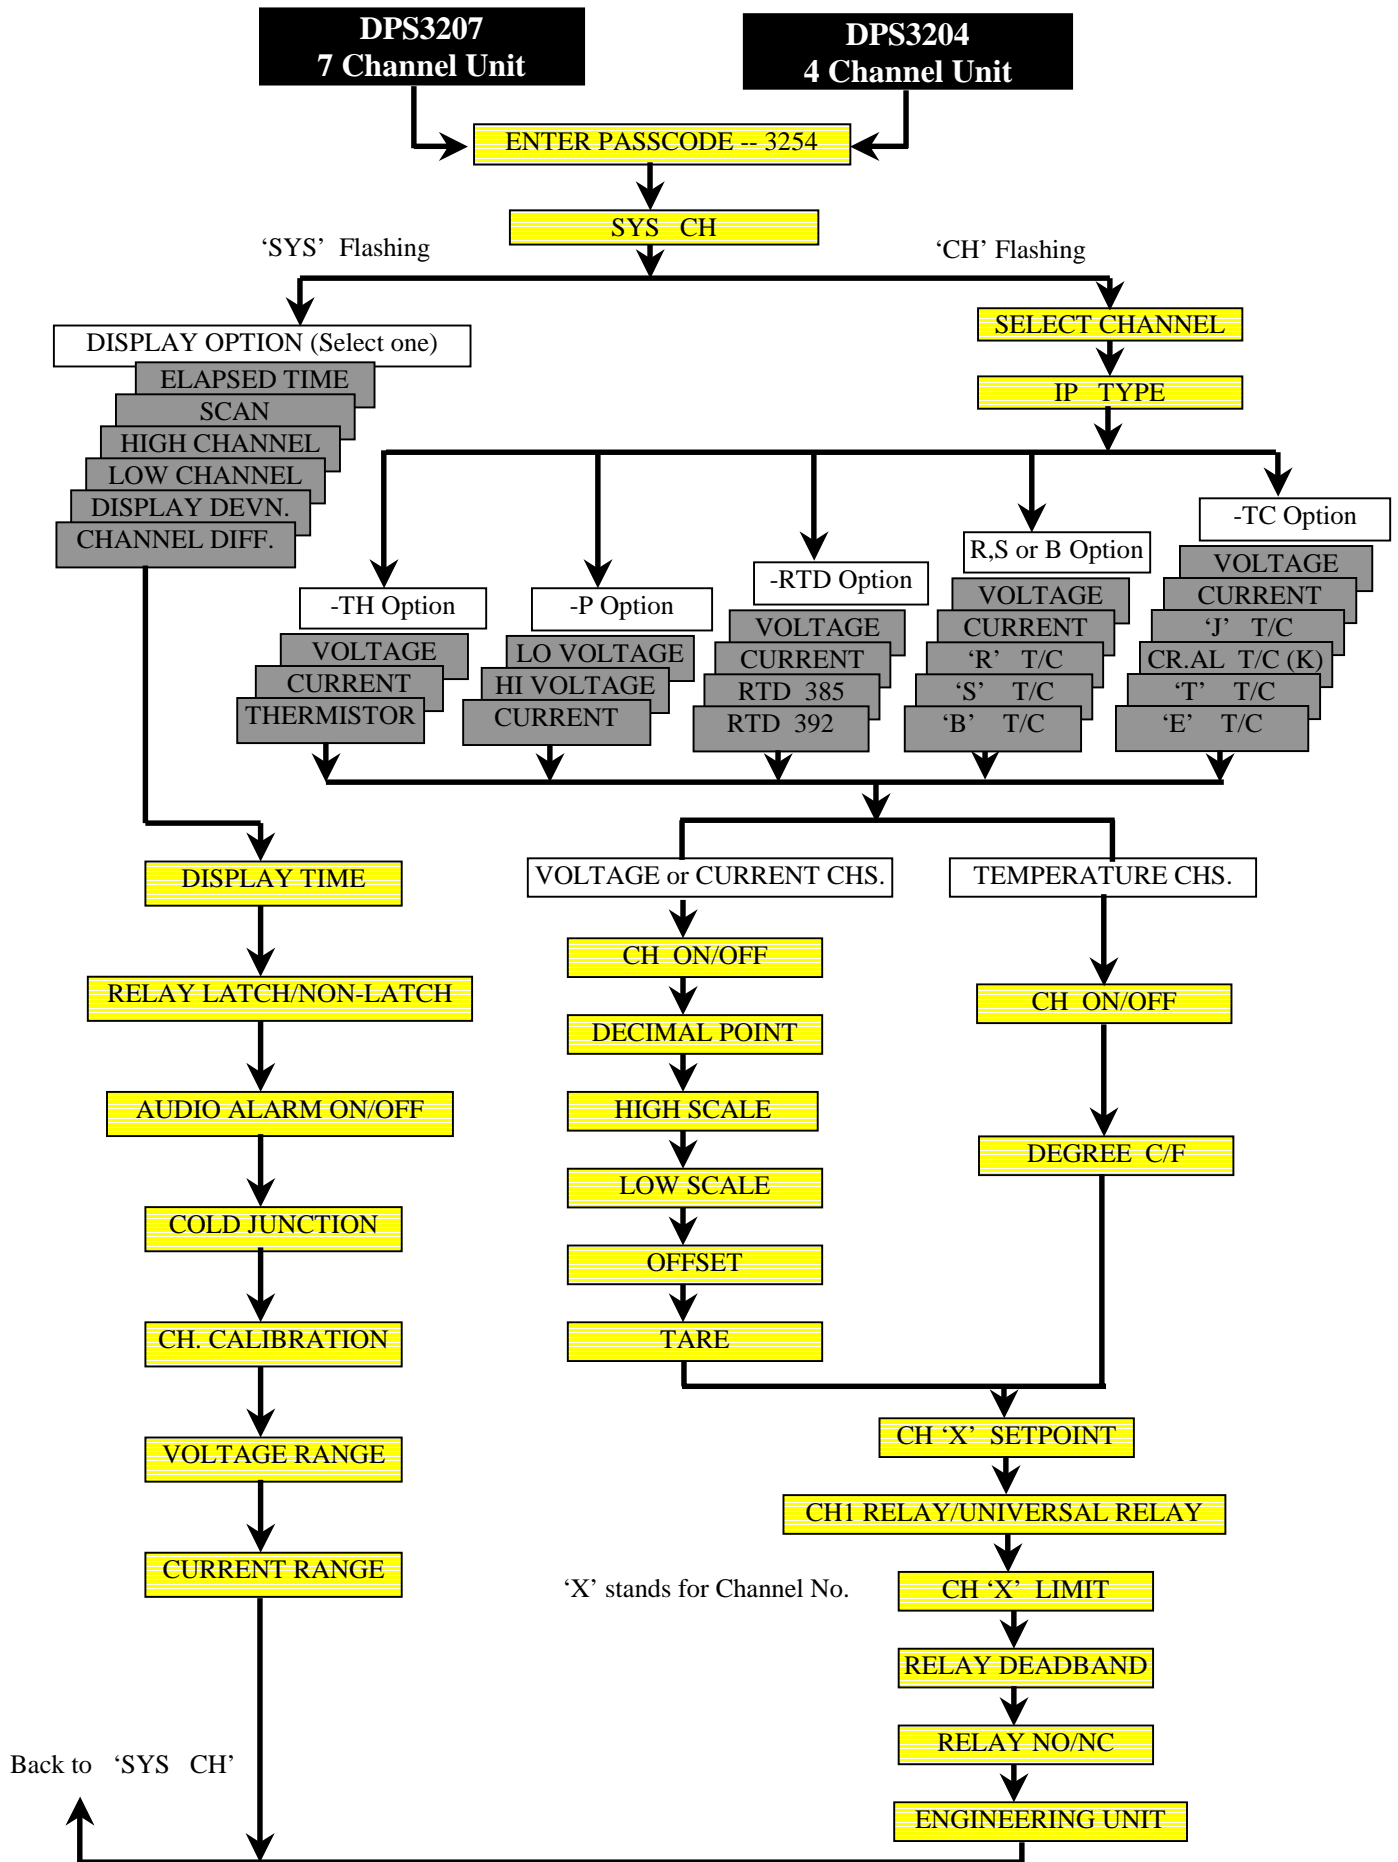 DPS3207
7 Channel Unit
DPS3204
4 Channel Unit
ENTER PASSCODE -- 3254
SYS CH
‘SYS’ Flashing
‘CH’ Flashing
DISPLAY OPTION (Select one)
ELAPSED TIME
SCAN
HIGH CHANNEL
LOW CHANNEL
DISPLAY DEVN.
CHANNEL DIFF.
SELECT CHANNEL
IP TYPE
-TH Option
VOLTAGE
CURRENT
THERMISTOR
-P Option
LO VOLTAGE
HI VOLTAGE
CURRENT
-RTD Option
VOLTAGE
CURRENT
RTD 385
RTD 392
R,S or B Option
VOLTAGE
CURRENT
‘R’ T/C
‘S’ T/C
‘B’ T/C
-TC Option
VOLTAGE
CURRENT
‘J’ T/C
CR.AL T/C (K)
‘T’ T/C
‘E’ T/C
DISPLAY TIME
RELAY LATCH/NON-LATCH
AUDIO ALARM ON/OFF
COLD JUNCTION
CH. CALIBRATION
VOLTAGE RANGE
CURRENT RANGE
VOLTAGE or CURRENT CHS.
CH ON/OFF
DECIMAL POINT
HIGH SCALE
LOW SCALE
OFFSET
TARE
TEMPERATURE CHS.
CH ON/OFF
DEGREE C/F
CH ‘X’ SETPOINT
CH1 RELAY/UNIVERSAL RELAY
‘X’ stands for Channel No.
CH ‘X’ LIMIT
RELAY DEADBAND
RELAY NO/NC
ENGINEERING UNIT
Back to ‘SYS CH’